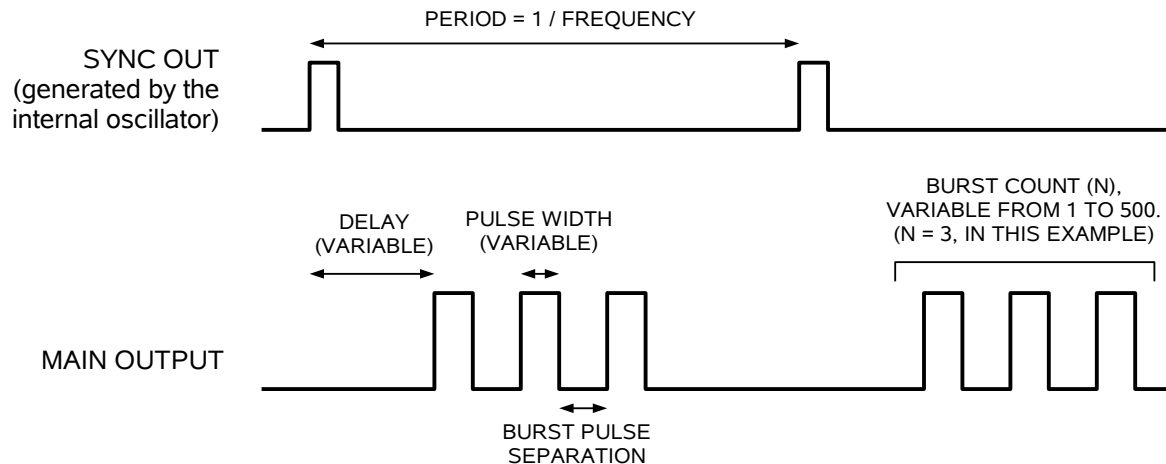 PERIOD = 1 / FREQUENCY
SYNC OUT
(generated by the
internal oscillator)
BURST COUNT (N),
VARIABLE FROM 1 TO 500.
(N = 3, IN THIS EXAMPLE)
DELAY
(VARIABLE)
PULSE WIDTH
(VARIABLE)
MAIN OUTPUT
BURST PULSE
SEPARATION